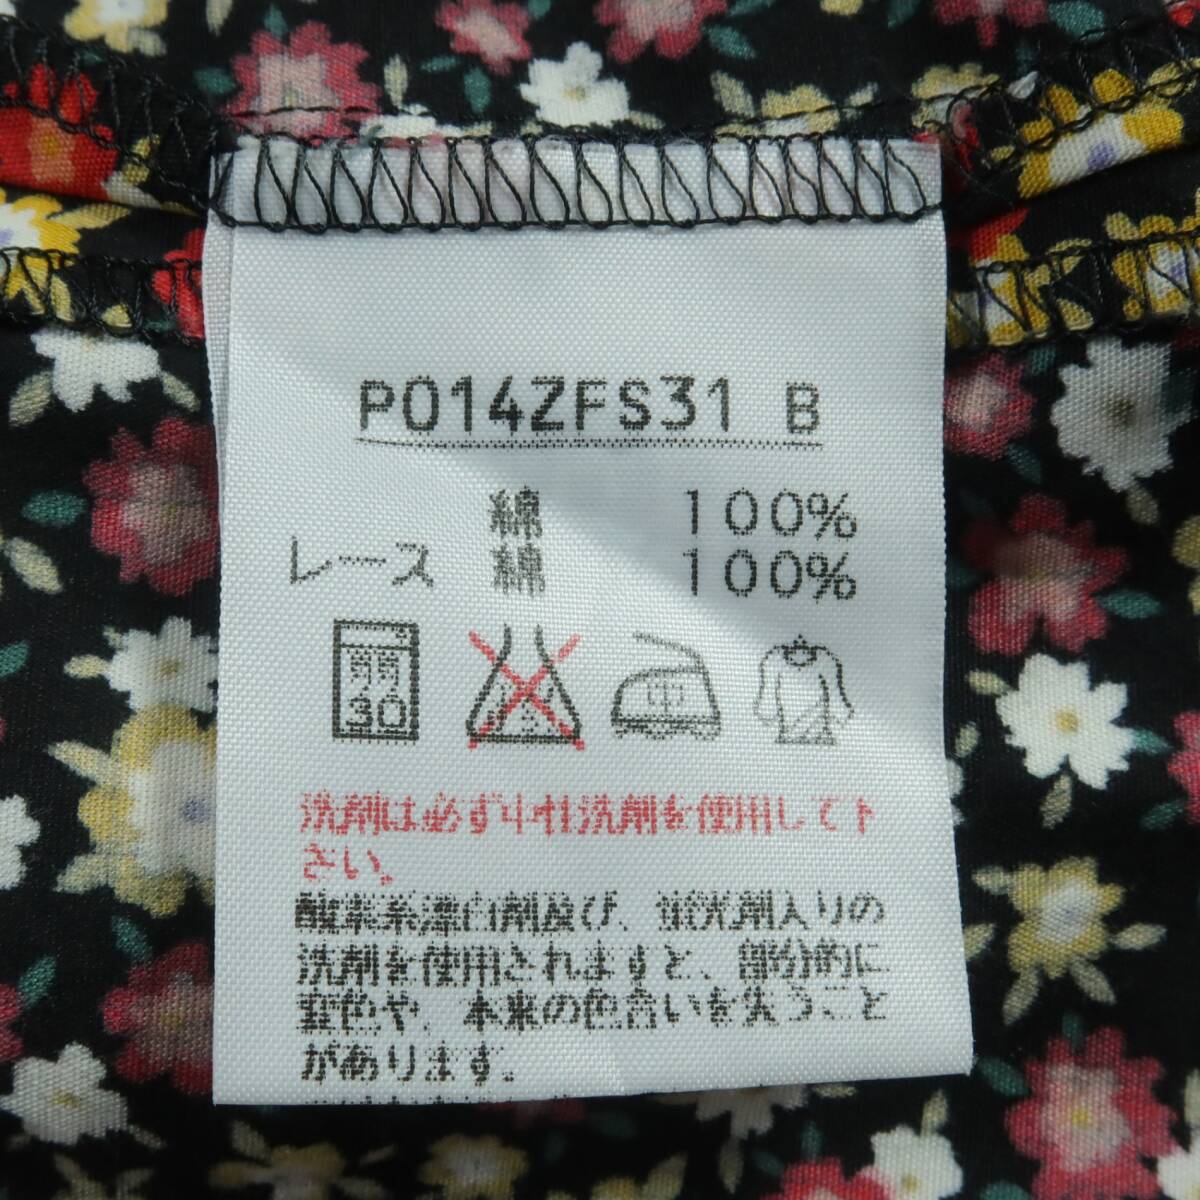 P014ZFS31 B
綿 100%
レース 綿 100%
弱 30
中
洗剤は必ず中性洗剤を使用して下
さい。
酸素系漂白剤及び、蛍光剤入りの
洗剤を使用されますと、部分的に
変色や、本来の色合いを失うこと
があります。